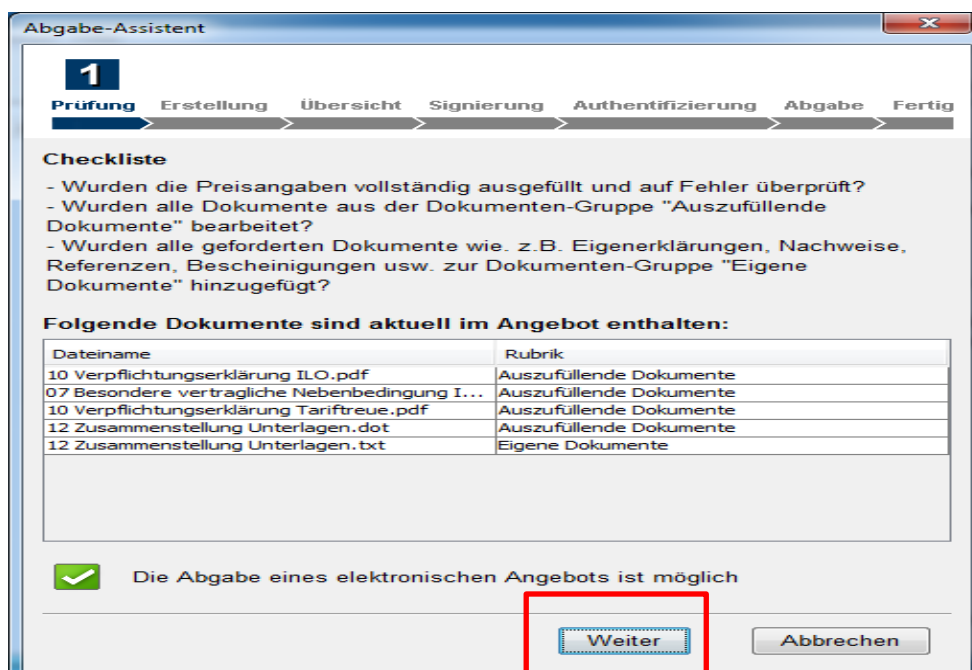 Abgabe-Assistent
1
Prüfung Erstellung Übersicht Signierung Authentifizierung Abgabe Fertig
Checkliste
- Wurden die Preisangaben vollständig ausgefüllt und auf Fehler überprüft?
- Wurden alle Dokumente aus der Dokumenten-Gruppe "Auszufüllende
Dokumente" bearbeitet?
- Wurden alle geforderten Dokumente wie. z.B. Eigenerklärungen, Nachweise,
Referenzen, Bescheinigungen usw. zur Dokumenten-Gruppe "Eigene
Dokumente" hinzugefügt?
Folgende Dokumente sind aktuell im Angebot enthalten:
Dateiname Rubrik
10 Verpflichtungserklärung ILO.pdf Auszufüllende Dokumente
07 Besondere vertragliche Nebenbedingung I... Auszufüllende Dokumente
10 Verpflichtungserklärung Tariftreue.pdf Auszufüllende Dokumente
12 Zusammenstellung Unterlagen.dot Auszufüllende Dokumente
12 Zusammenstellung Unterlagen.txt Eigene Dokumente
Die Abgabe eines elektronischen Angebots ist möglich
Weiter Abbrechen